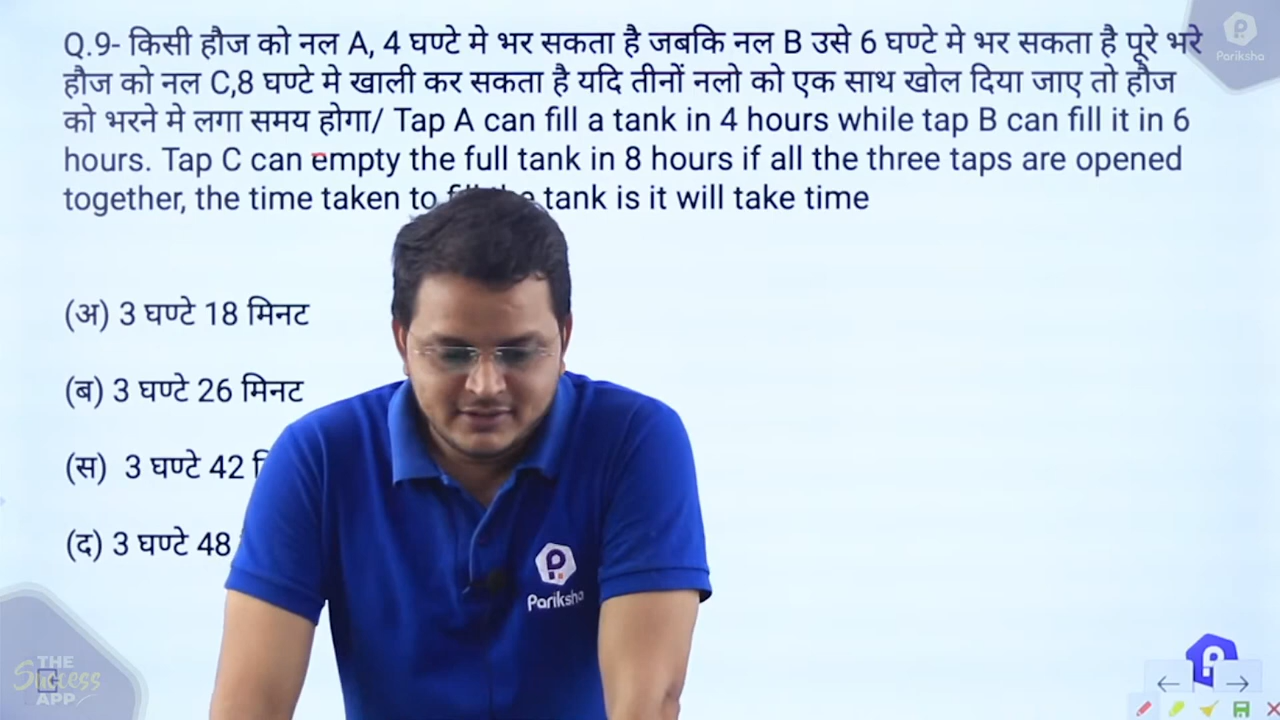 Q.9- किसी हौज को नल A, 4 घण्टे मे भर सकता है जबकि नल B उसे 6 घण्टे मे भर सकता है पूरे भरे
हौज को नल C,8 घण्टे मे खाली कर सकता है यदि तीनों नलो को एक साथ खोल दिया जाए तो हौज
को भरने मे लगा समय होगा/ Tap A can fill a tank in 4 hours while tap B can fill it in 6
hours. Tap C can empty the full tank in 8 hours if all the three taps are opened
together, the time taken to tank is it will take time
(अ) 3 घण्टे 18 मिनट
(ब) 3 घण्टे 26 मिनट
(स) 3 घण्टे 42
(द) 3 घण्टे 48
Pariksha
Pariksha
THE
Success
APP